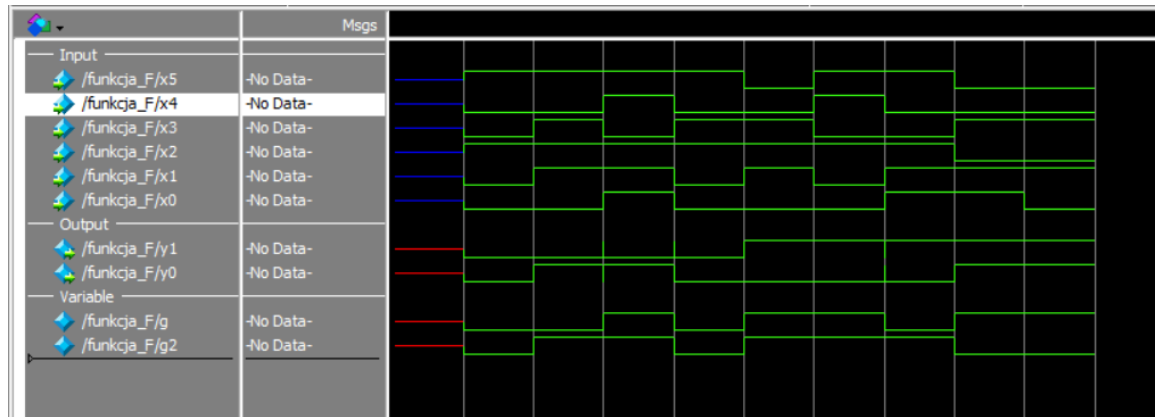 Msgs
Input
/funkcja_F/x5 -No Data-
/funkcja_F/x4 -No Data-
/funkcja_F/x3 -No Data-
/funkcja_F/x2 -No Data-
/funkcja_F/x1 -No Data-
/funkcja_F/x0 -No Data-
Output
/funkcja_F/y1 -No Data-
/funkcja_F/y0 -No Data-
Variable
/funkcja_F/g -No Data-
/funkcja_F/g2 -No Data-